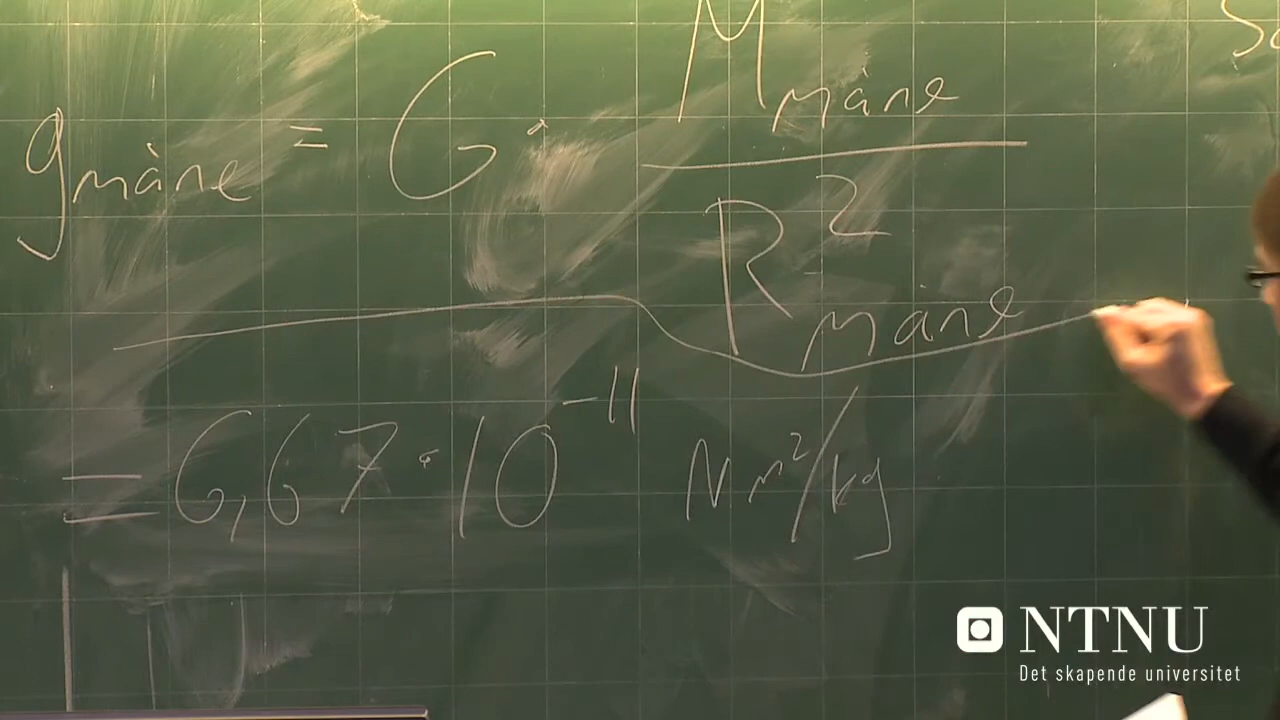 g_måne = G · M_måne / R²_måne
= 6,67 · 10⁻¹¹ Nm²/kg
NTNU
Det skapende universitet